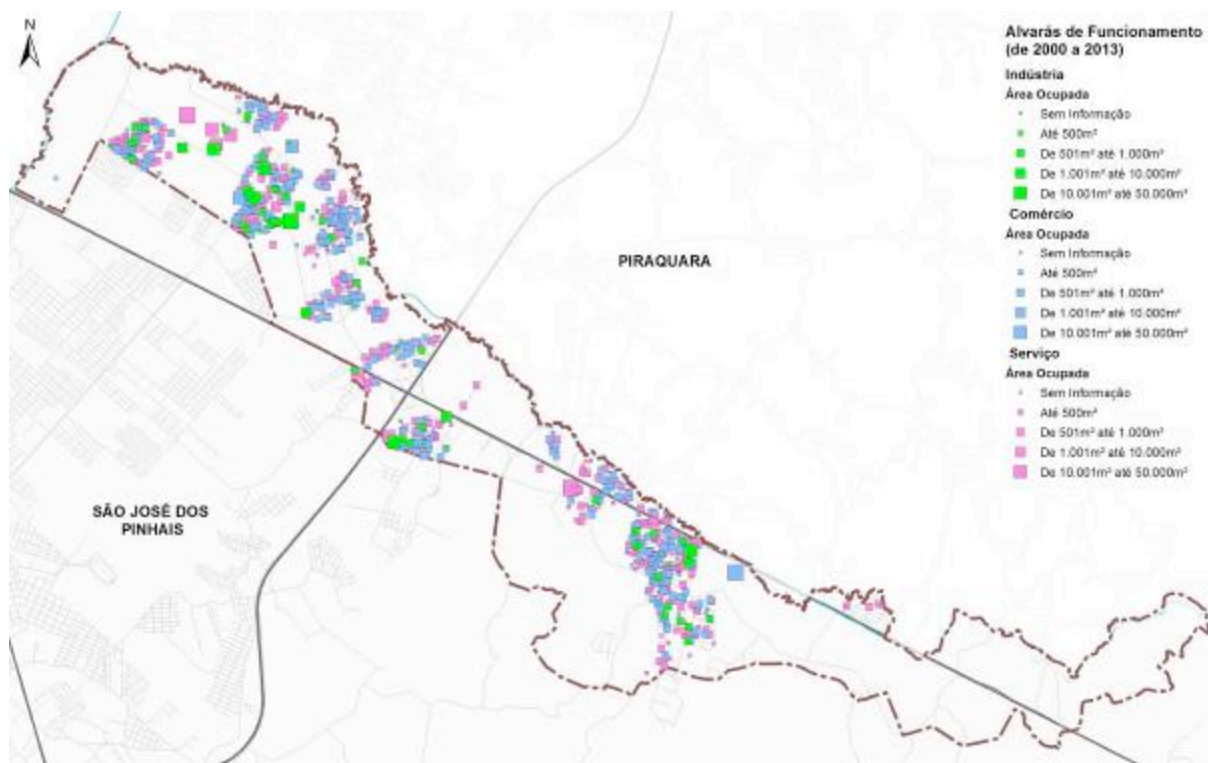 N
Alvarás de Funcionamento
(de 2000 a 2013)
Indústria
Área Ocupada
Sem Informação
Até 500m²
De 501m² até 1.000m²
De 1.001m² até 10.000m²
De 10.001m² até 50.000m²
Comércio
Área Ocupada
Sem Informação
Até 500m²
De 501m² até 1.000m²
De 1.001m² até 10.000m²
De 10.001m² até 50.000m²
Serviço
Área Ocupada
Sem Informação
Até 500m²
De 501m² até 1.000m²
De 1.001m² até 10.000m²
De 10.001m² até 50.000m²
PIRAQUARA
SÃO JOSÉ DOS
PINHAIS